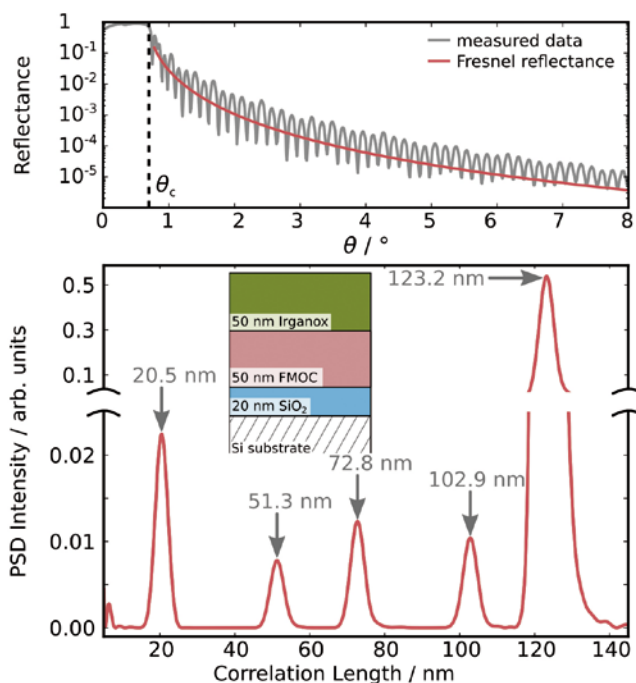 1
10⁻¹
10⁻²
10⁻³
10⁻⁴
10⁻⁵
Reflectance
measured data
Fresnel reflectance
θc
0 1 2 3 4 5 6 7 8
θ / °
0.5
0.3
0.1
0.02
0.01
0.00
PSD Intensity / arb. units
123.2 nm
20.5 nm
50 nm Irganox
50 nm FMOC
20 nm SiO₂
Si substrate
72.8 nm
51.3 nm
102.9 nm
20 40 60 80 100 120 140
Correlation Length / nm